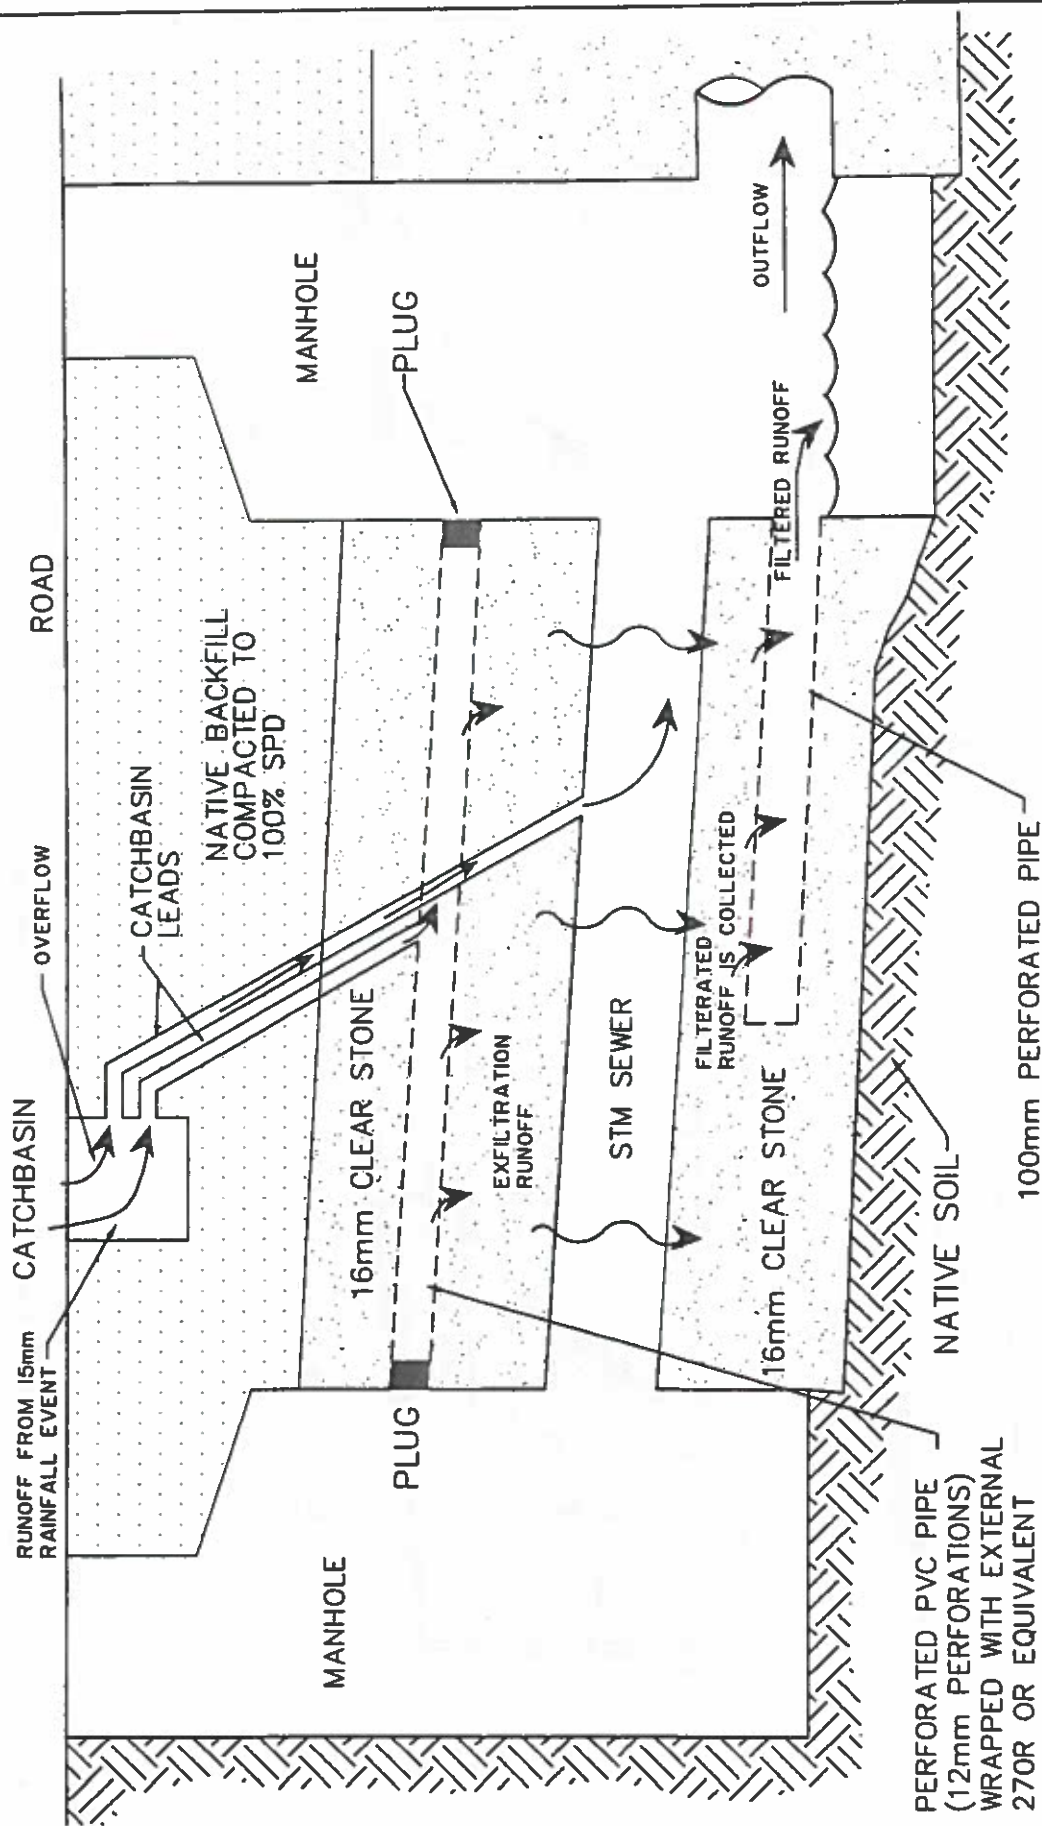 RUNOFF FROM 15mm
RAINFALL EVENT
CATCHBASIN
OVERFLOW
ROAD
CATCHBASIN
LEADS
NATIVE BACKFILL
COMPACTED TO
100% SPD
MANHOLE
MANHOLE
PLUG
PLUG
16mm CLEAR STONE
EXFILTRATION
RUNOFF
STM SEWER
FILTERATED
RUNOFF IS COLLECTED
FILTERED RUNOFF
OUTFLOW
16mm CLEAR STONE
NATIVE SOIL
PERFORATED PVC PIPE
(12mm PERFORATIONS)
WRAPPED WITH EXTERNAL
270R OR EQUIVALENT
100mm PERFORATED PIPE